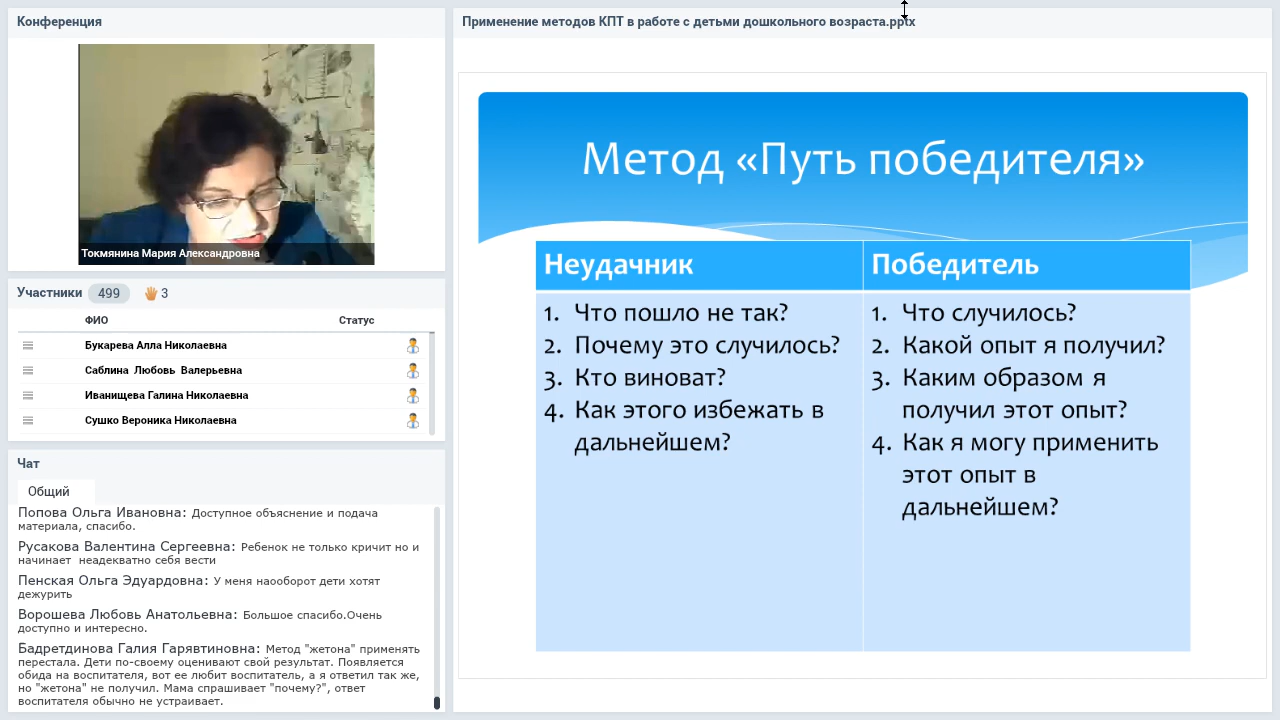 Конференция
Токмянина Мария Александровна
Участники 499 3
ФИО Статус
Букарева Алла Николаевна
Саблина Любовь Валерьевна
Иванищева Галина Николаевна
Сушко Вероника Николаевна
Чат
Общий
Попова Ольга Ивановна: Доступное объяснение и подача
материала, спасибо.
Русакова Валентина Сергеевна: Ребенок не только кричит но и
начинает неадекватно себя вести
Пенская Ольга Эдуардовна: У меня наооборот дети хотят
дежурить
Ворошева Любовь Анатольевна: Большое спасибо.Очень
доступно и интересно.
Бадретдинова Галия Гарявтиновна: Метод "жетона" применять
перестала. Дети по-своему оценивают свой результат. Появляется
обида на воспитателя, вот ее любит воспитатель, а я ответил так же,
но "жетона" не получил. Мама спрашивает "почему?", ответ
воспитателя обычно не устраивает.
Применение методов КПТ в работе с детьми дошкольного возраста.pptx
Метод «Путь победителя»
Неудачник
1. Что пошло не так?
2. Почему это случилось?
3. Кто виноват?
4. Как этого избежать в
дальнейшем?
Победитель
1. Что случилось?
2. Какой опыт я получил?
3. Каким образом я
получил этот опыт?
4. Как я могу применить
этот опыт в
дальнейшем?